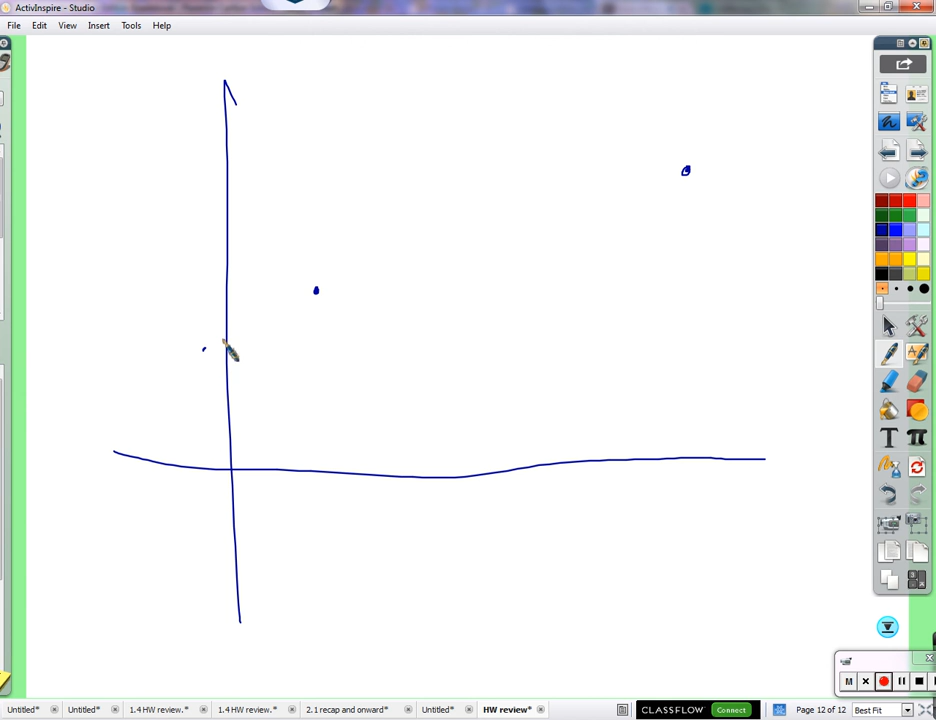 ActivInspire - Studio
File Edit View Insert Tools Help
T π
M
Untitled* Untitled* 1.4 HW review.* 1.4 HW review.* 2.1 recap and onward* Untitled* HW review* CLASSFLOW Connect Page 12 of 12 Best Fit